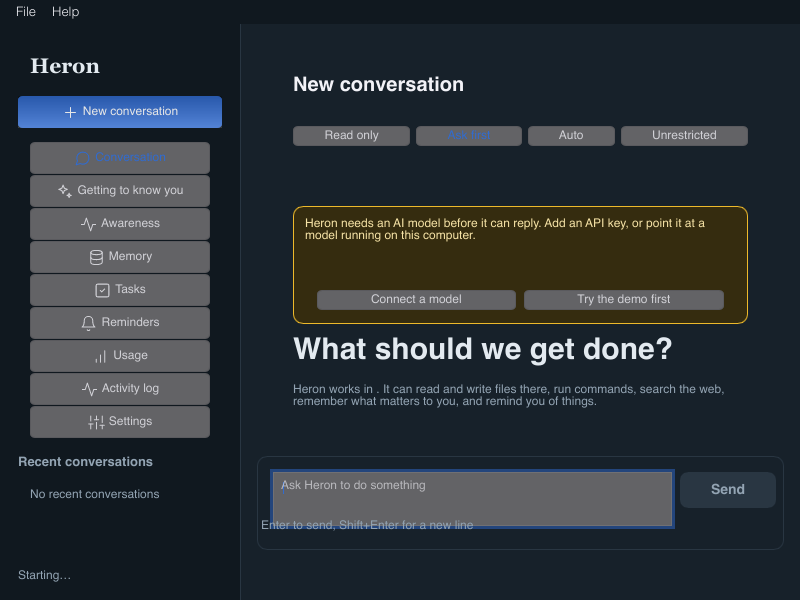 File Help
Heron
New conversation
Conversation
Getting to know you
Awareness
Memory
Tasks
Reminders
Usage
Activity log
Settings
Recent conversations
No recent conversations
Starting…
New conversation
Read only
Ask first
Auto
Unrestricted
Heron needs an AI model before it can reply. Add an API key, or point it at a
model running on this computer.
Connect a model
Try the demo first
What should we get done?
Heron works in . It can read and write files there, run commands, search the web,
remember what matters to you, and remind you of things.
Ask Heron to do something
Send
Enter to send, Shift+Enter for a new line